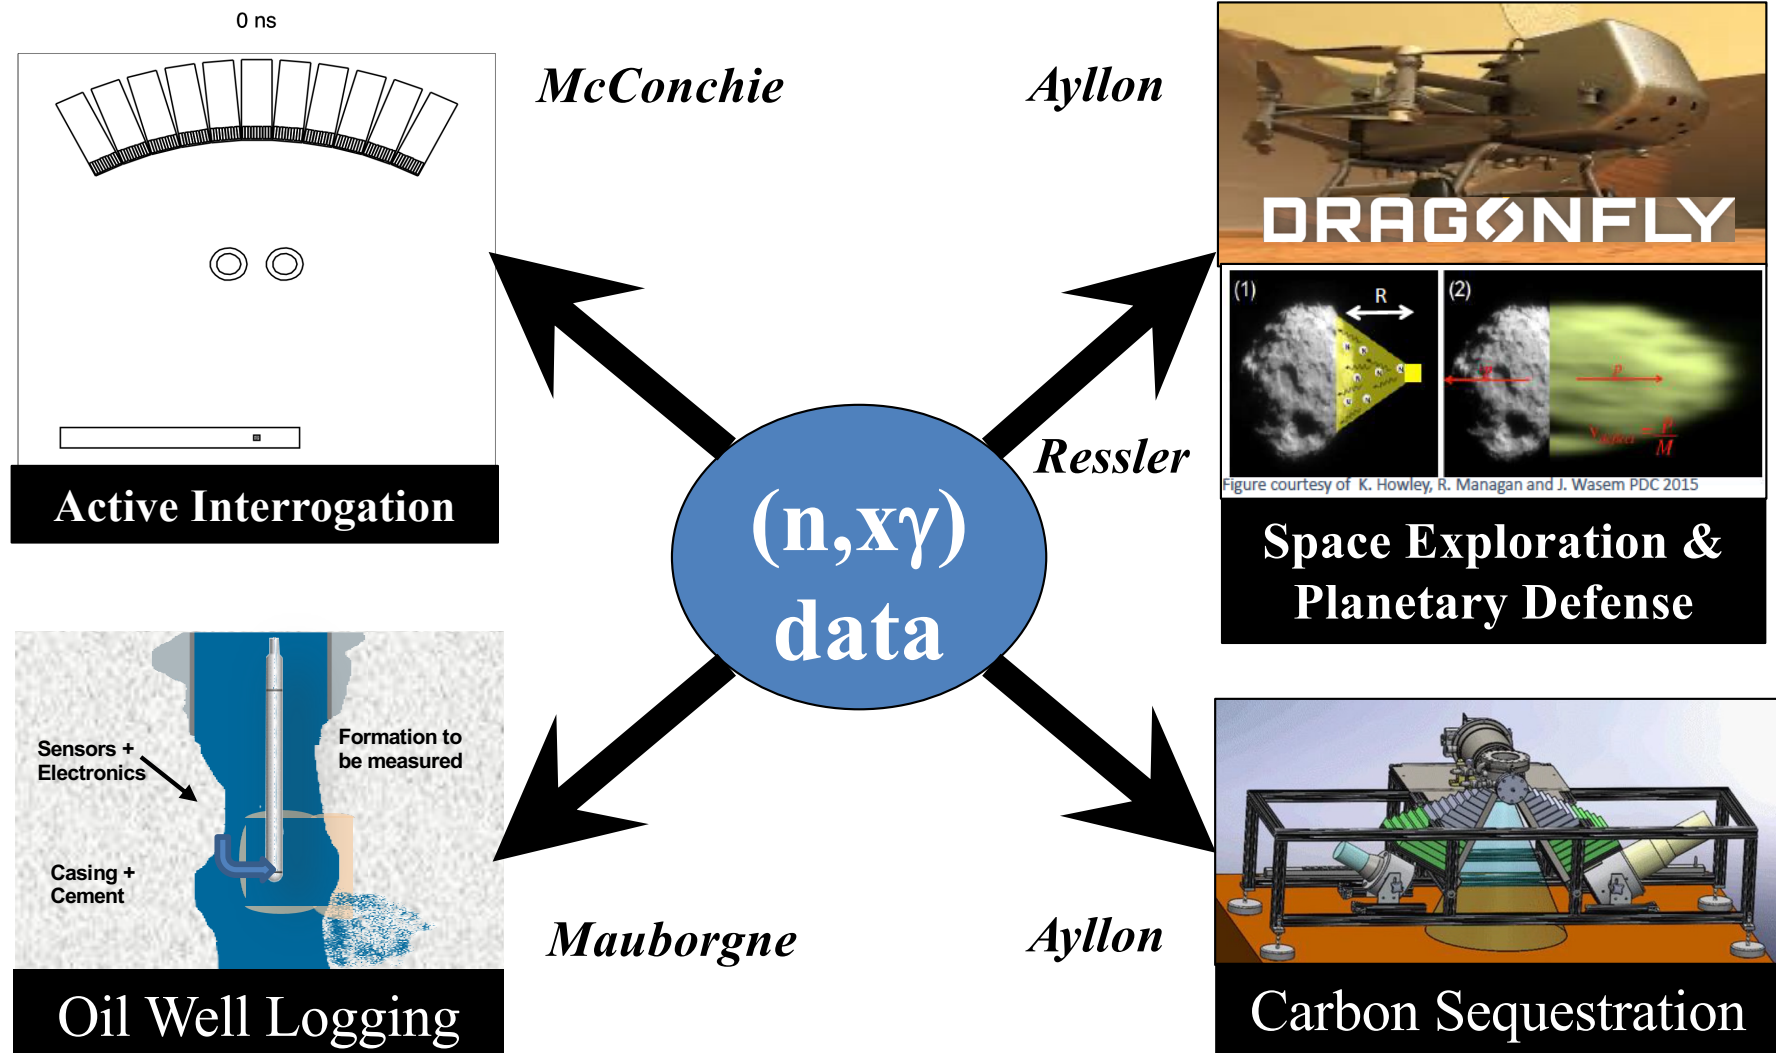 0 ns
McConchie
Active Interrogation
Ayllon
DRAGONFLY
(1)
R
(2)
p
p
v_deflect = p/M
Figure courtesy of K. Howley, R. Managan and J. Wasem PDC 2015
Ressler
Space Exploration &
Planetary Defense
(n,xγ)
data
Sensors +
Electronics
Formation to
be measured
Casing +
Cement
Oil Well Logging
Mauborgne
Ayllon
Carbon Sequestration